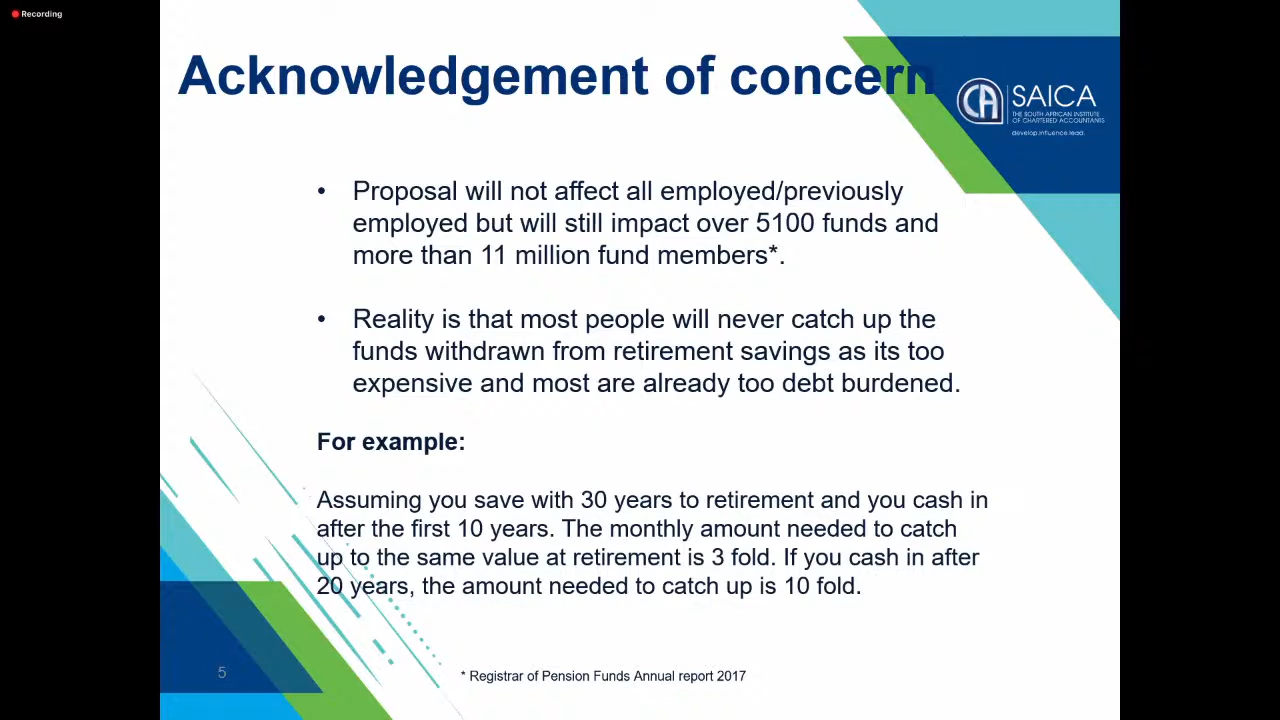 Recording
Acknowledgement of concern
SAICA
THE SOUTH AFRICAN INSTITUTE
OF CHARTERED ACCOUNTANTS
develop.influence.lead.
• Proposal will not affect all employed/previously
employed but will still impact over 5100 funds and
more than 11 million fund members*.
• Reality is that most people will never catch up the
funds withdrawn from retirement savings as its too
expensive and most are already too debt burdened.
For example:
Assuming you save with 30 years to retirement and you cash in
after the first 10 years. The monthly amount needed to catch
up to the same value at retirement is 3 fold. If you cash in after
20 years, the amount needed to catch up is 10 fold.
5
* Registrar of Pension Funds Annual report 2017